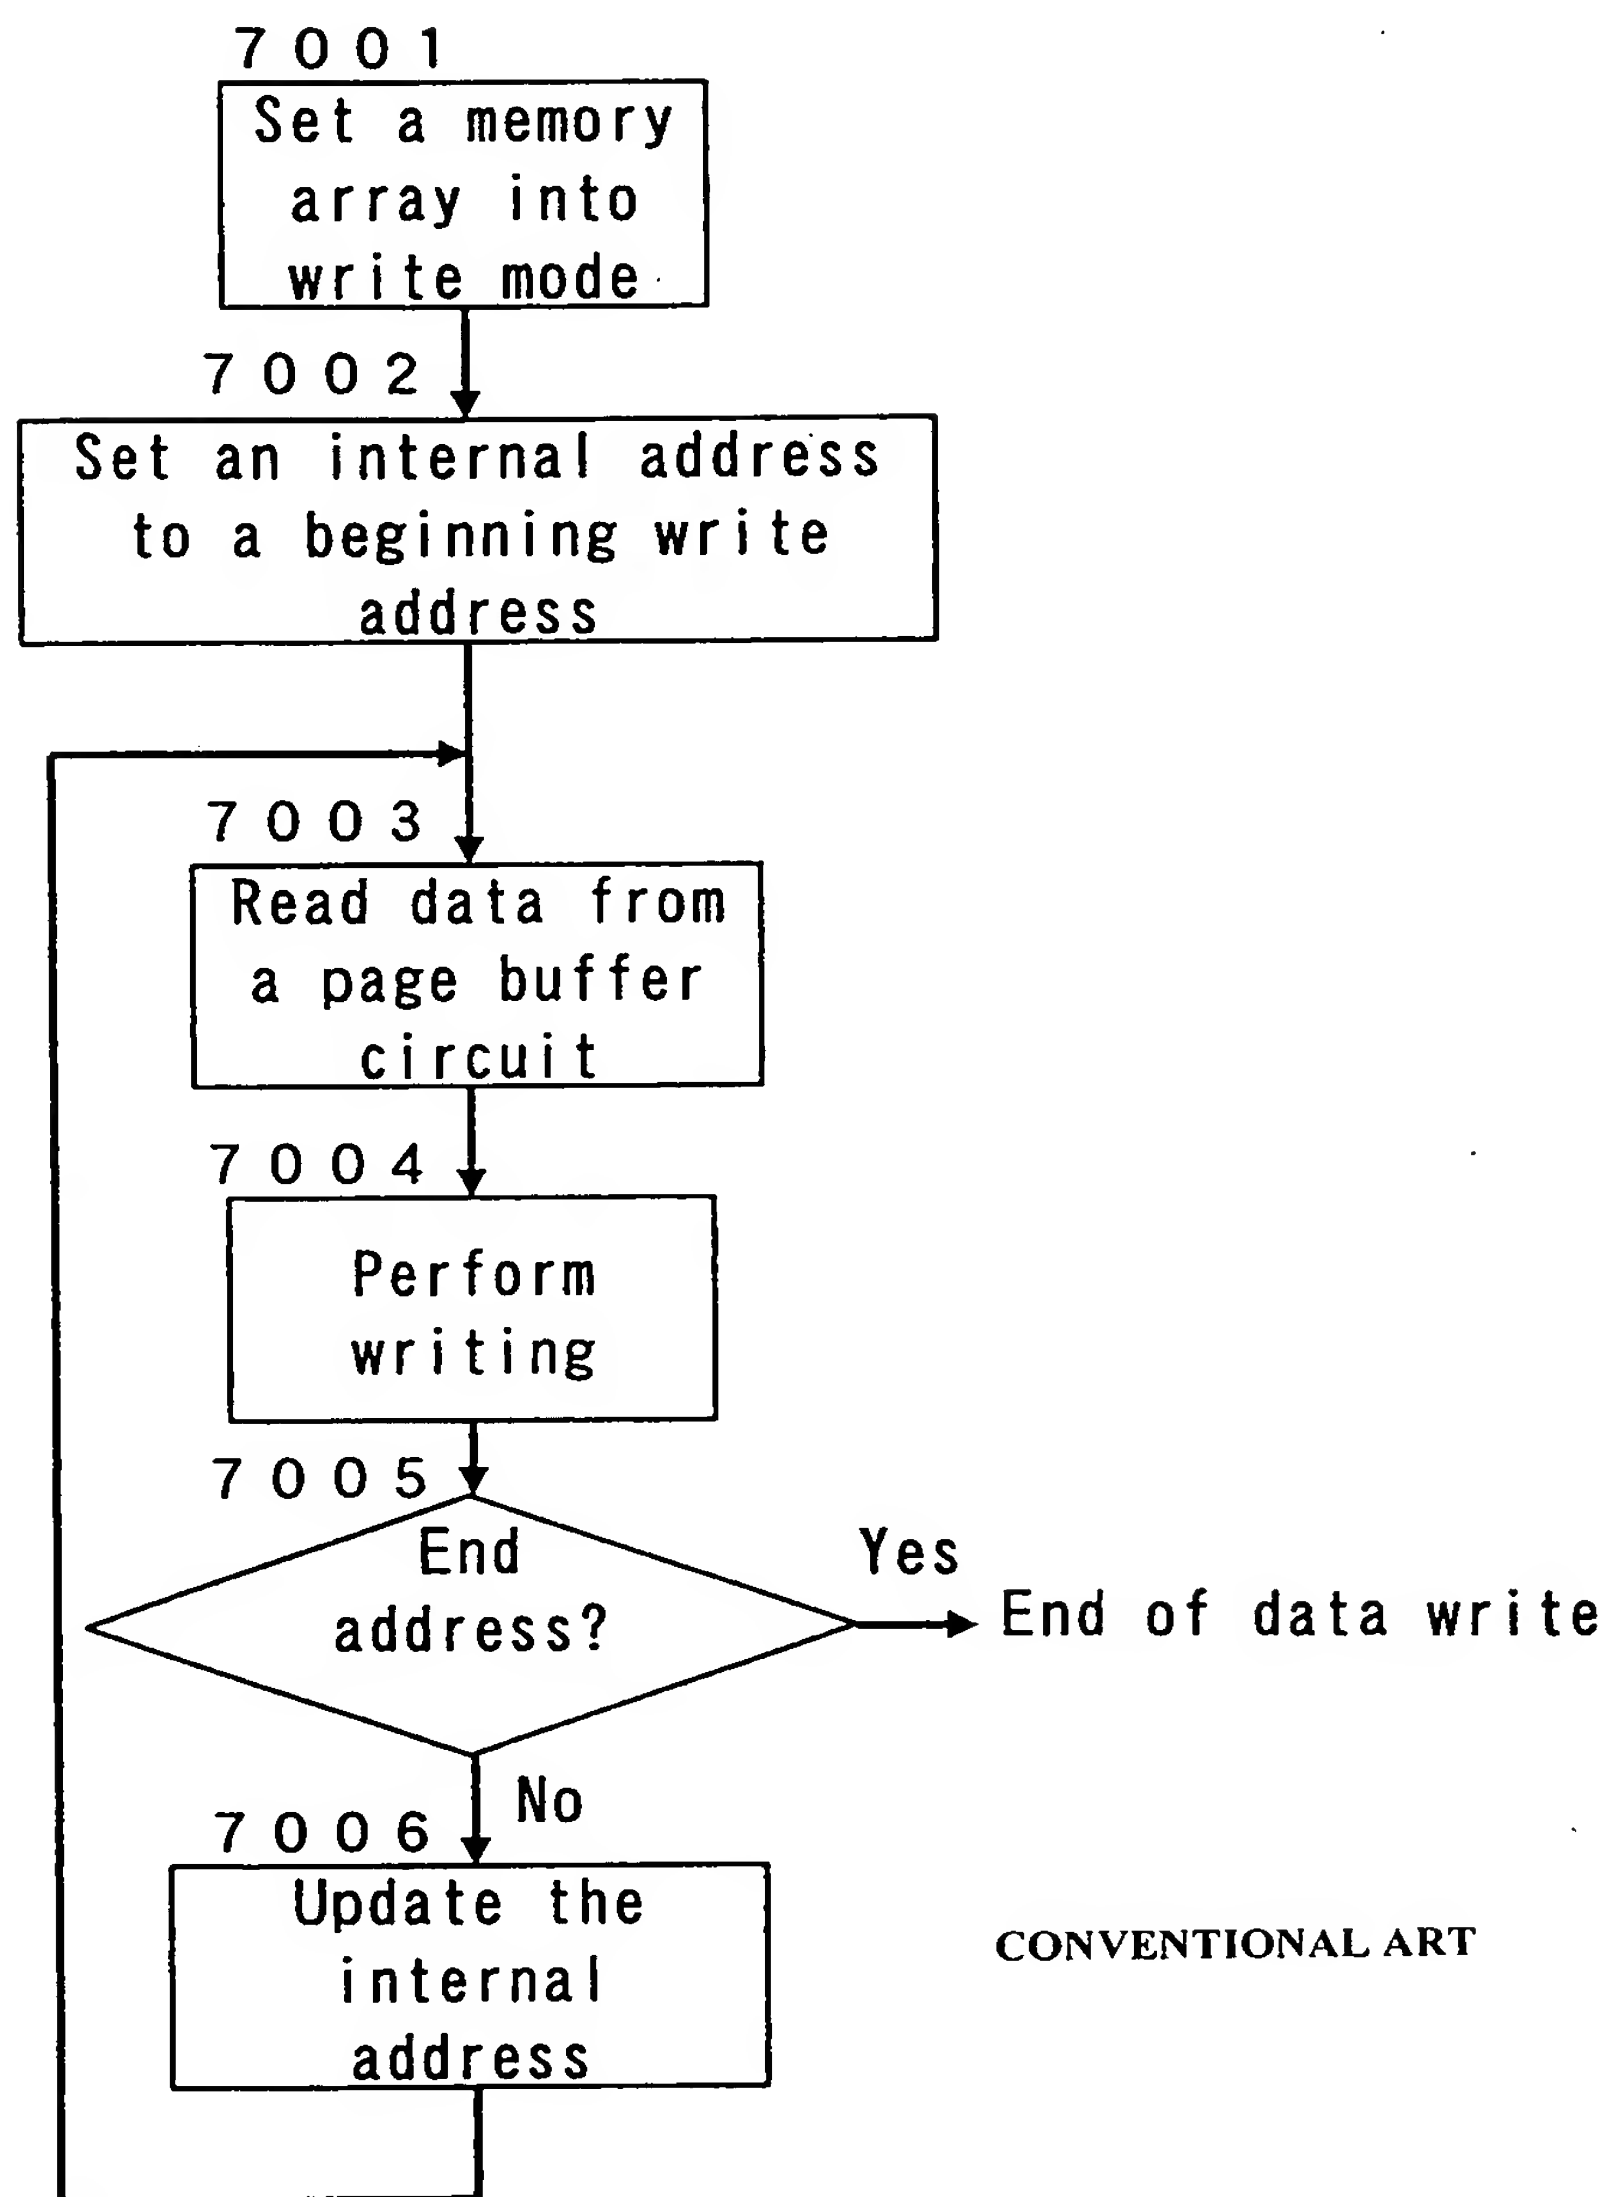 7001
Set a memory
array into
write mode
7002
Set an internal address
to a beginning write
address
7003
Read data from
a page buffer
circuit
7004
Perform
writing
7005
End
address?
Yes
End of data write
No
7006
Update the
internal
address
CONVENTIONAL ART